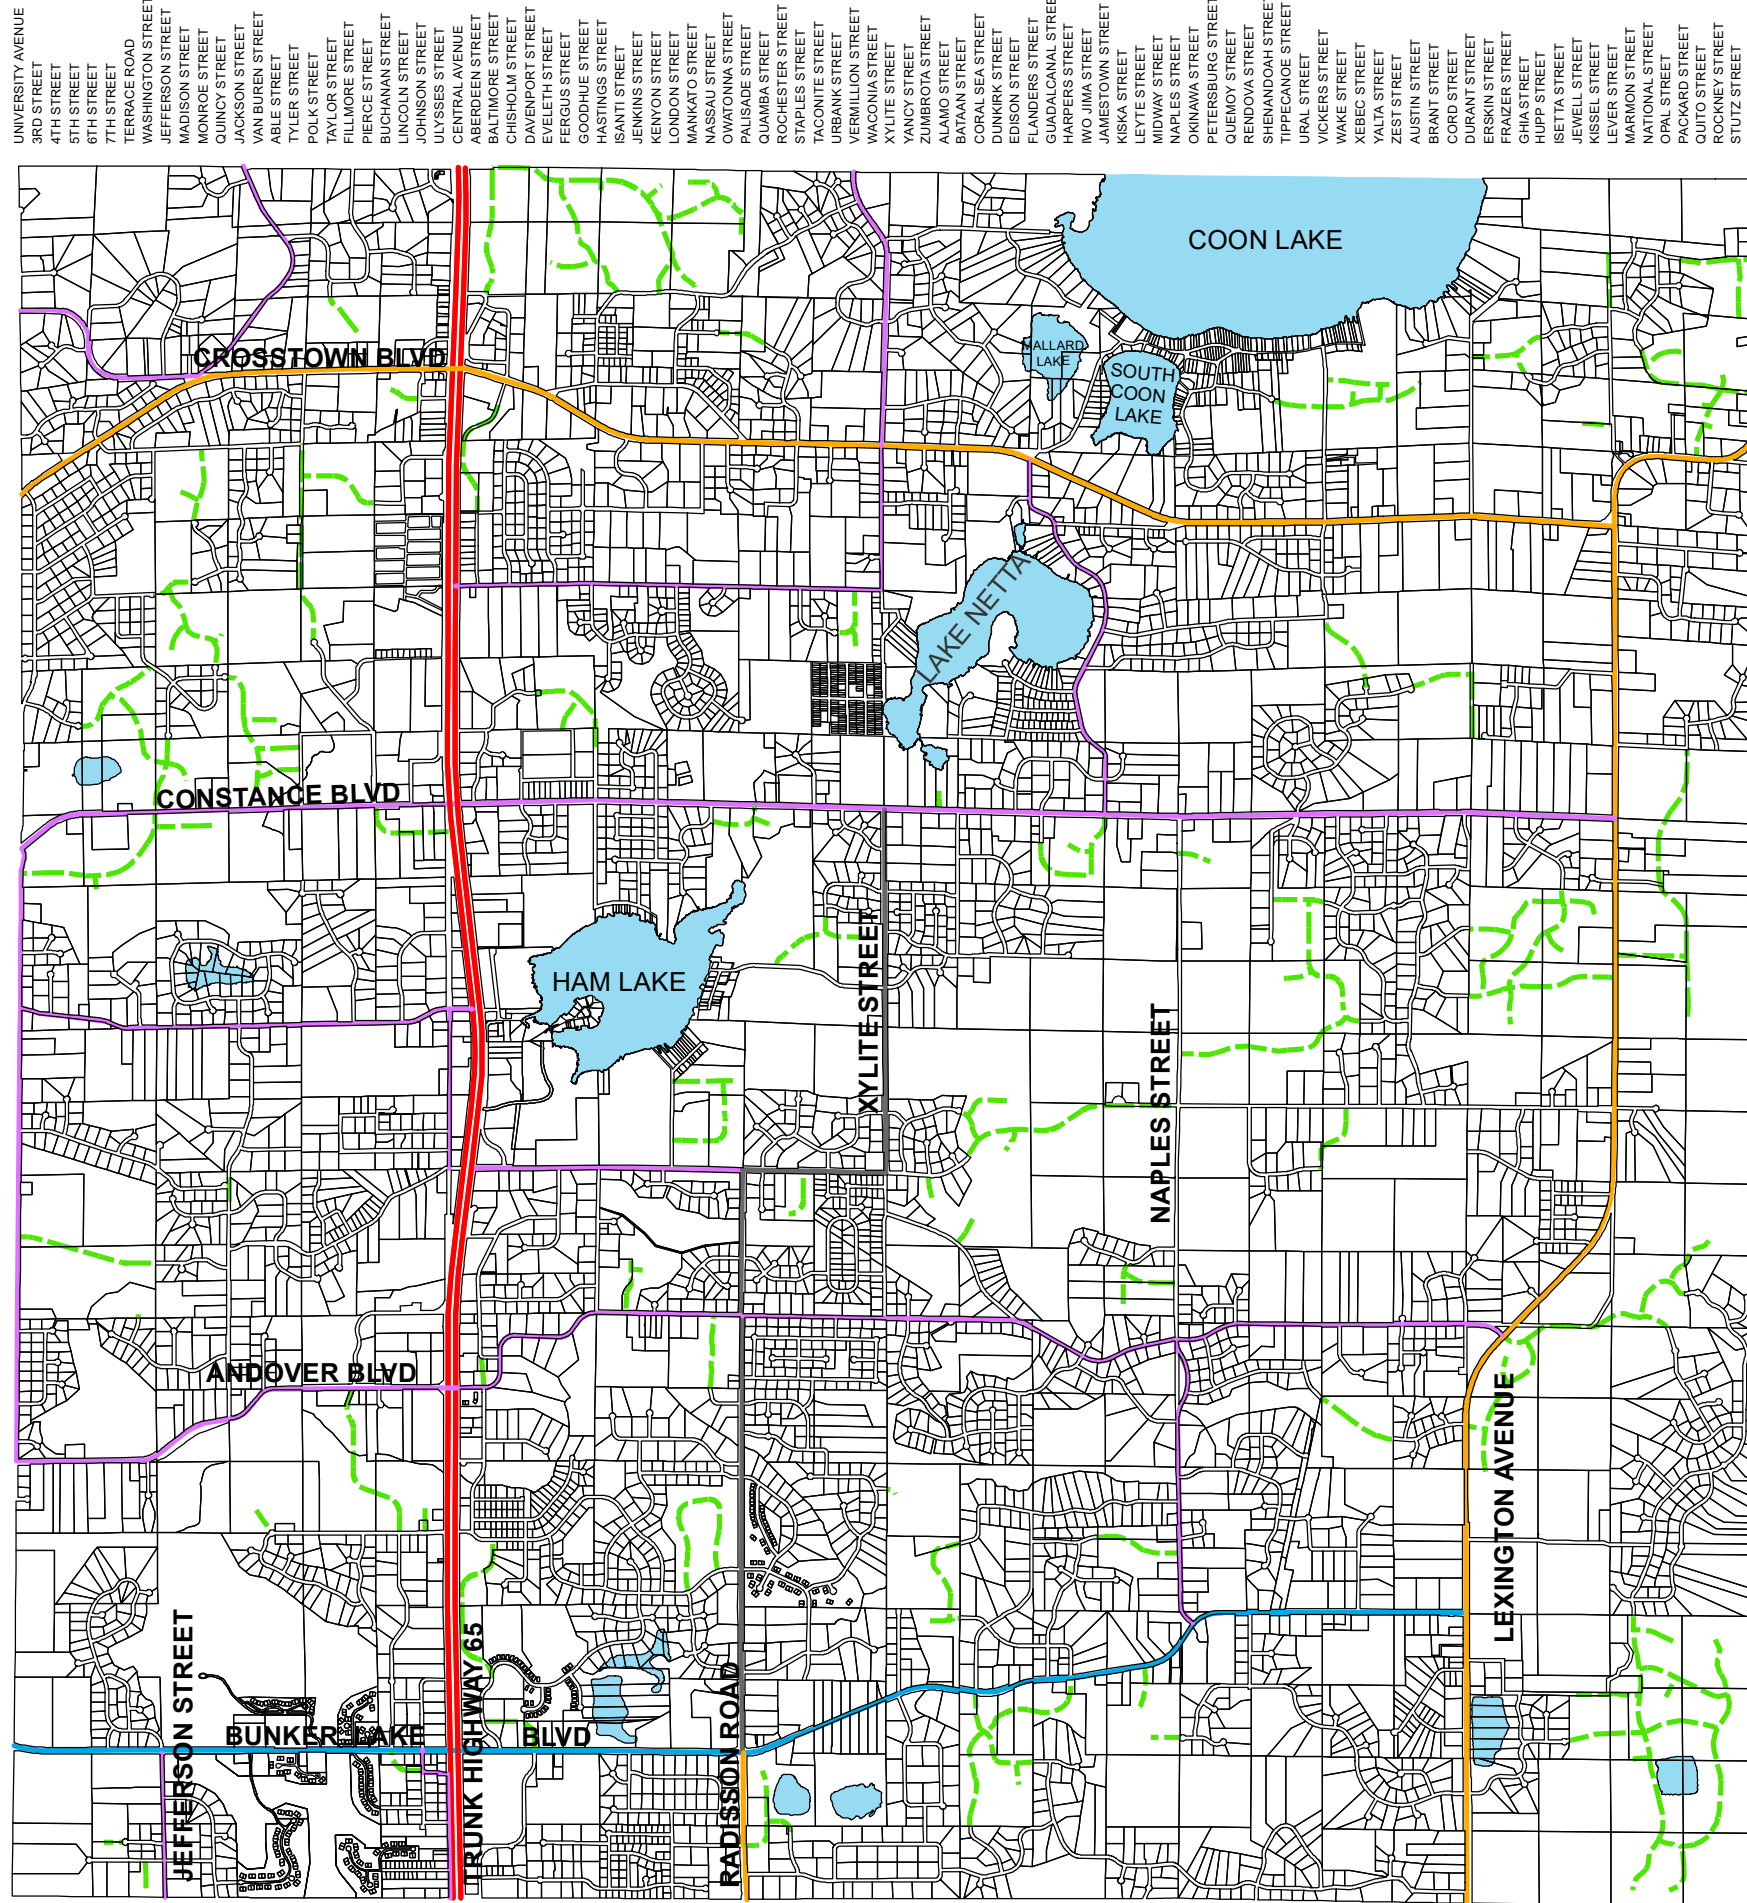 UNIVERSITY AVENUE
3RD STREET
4TH STREET
5TH STREET
6TH STREET
7TH STREET
TERRACE ROAD
WASHINGTON STREET
JEFFERSON STREET
MADISON STREET
MONROE STREET
QUINCY STREET
JACKSON STREET
VAN BUREN STREET
ABLE STREET
TYLER STREET
POLK STREET
TAYLOR STREET
FILLMORE STREET
PIERCE STREET
BUCHANAN STREET
LINCOLN STREET
JOHNSON STREET
ULYSSES STREET
CENTRAL AVENUE
ABERDEEN STREET
BALTIMORE STREET
CHISHOLM STREET
DAVENPORT STREET
EVELETH STREET
FERGUS STREET
GOODHUE STREET
HASTINGS STREET
ISANTI STREET
JENKINS STREET
KENYON STREET
LONDON STREET
MANKATO STREET
NASSAU STREET
OWATONNA STREET
PALISADE STREET
QUAMBA STREET
ROCHESTER STREET
STAPLES STREET
TACONITE STREET
URBANK STREET
VERMILLION STREET
WACONIA STREET
XYLITE STREET
YANCY STREET
ZUMBROTA STREET
ALAMO STREET
BATAAN STREET
CORAL SEA STREET
DUNKIRK STREET
EDISON STREET
FLANDERS STREET
GUADALCANAL STREET
HARPERS STREET
IWO JIMA STREET
JAMESTOWN STREET
KISKA STREET
LEYTE STREET
MIDWAY STREET
NAPLES STREET
OKINAWA STREET
PETERSBURG STREET
QUEMOY STREET
RENDOVA STREET
SHENANDOAH STREET
TIPPECANOE STREET
URAL STREET
VICKERS STREET
WAKE STREET
XEBEC STREET
YALTA STREET
ZEST STREET
AUSTIN STREET
BRANT STREET
CORD STREET
DURANT STREET
ERSKIN STREET
FRAIZER STREET
GHIA STREET
HUPP STREET
ISETTA STREET
JEWELL STREET
KISSEL STREET
LEVER STREET
MARMON STREET
NATIONAL STREET
OPAL STREET
PACKARD STREET
QUITO STREET
ROCKNEY STREET
STUTZ STREET
COON LAKE
CROSSTOWN BLVD
MALLARD
LAKE
SOUTH
COON
LAKE
LAKE NETTA
CONSTANCE BLVD
HAM LAKE
XYLITE STREET
NAPLES STREET
ANDOVER BLVD
LEXINGTON AVENUE
JEFFERSON STREET
TRUNK HIGHWAY 65
RADISSON ROAD
BUNKER LAKE BLVD